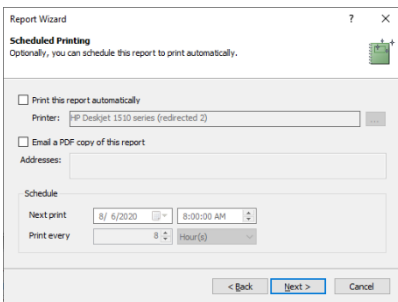 Report Wizard ? ×
Scheduled Printing
Optionally, you can schedule this report to print automatically.
Print this report automatically
Printer: HP Deskjet 1510 series (redirected 2) ...
Email a PDF copy of this report
Addresses:
Schedule
Next print 8/ 6/2020 8:00:00 AM
Print every 8 Hour(s)
< Back Next > Cancel